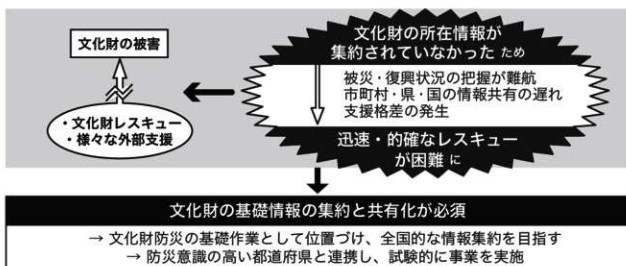 文化財の被害
・文化財レスキュー
・様々な外部支援
文化財の所在情報が
集約されていなかった ため
被災・復興状況の把握が難航
市町村・県・国の情報共有の遅れ
支援格差の発生
迅速・的確なレスキュー
が困難 に
文化財の基礎情報の集約と共有化が必須
→ 文化財防災の基礎作業として位置づけ、全国的な情報集約を目指す
→ 防災意識の高い都道府県と連携し、試験的に事業を実施